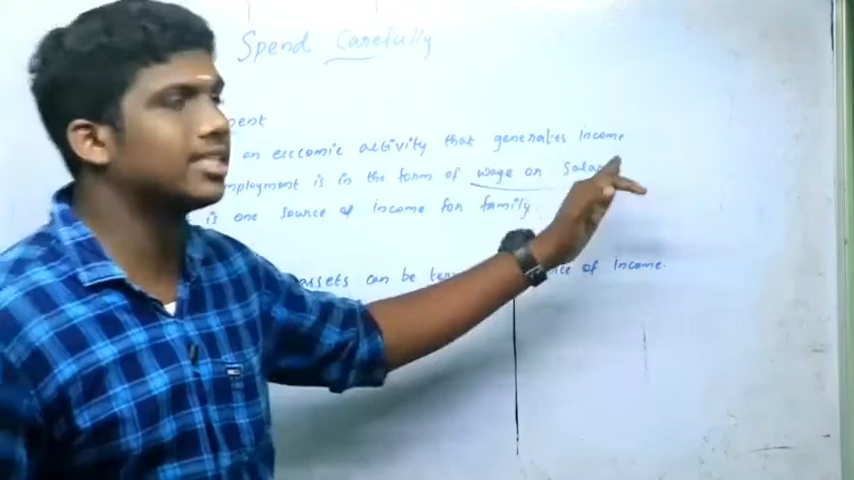 Spend Carefully
an ecconomic activity that generates income
employment is in the form of wage or Salary
is one source of income for family.
assets can be of income.